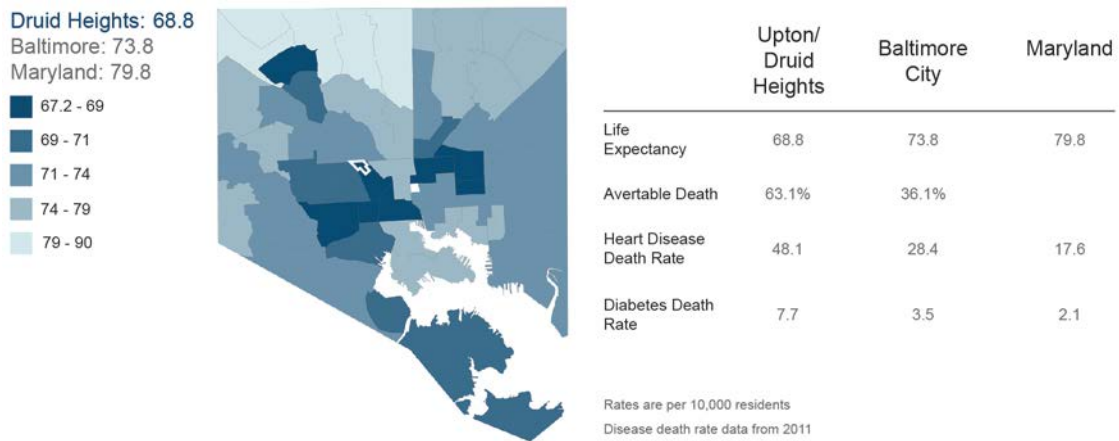 Druid Heights: 68.8
Baltimore: 73.8
Maryland: 79.8
67.2 - 69
69 - 71
71 - 74
74 - 79
79 - 90
Upton/
Druid
Heights
Baltimore
City
Maryland
Life
Expectancy
68.8
73.8
79.8
Avertable Death
63.1%
36.1%
Heart Disease
Death Rate
48.1
28.4
17.6
Diabetes Death
Rate
7.7
3.5
2.1
Rates are per 10,000 residents
Disease death rate data from 2011